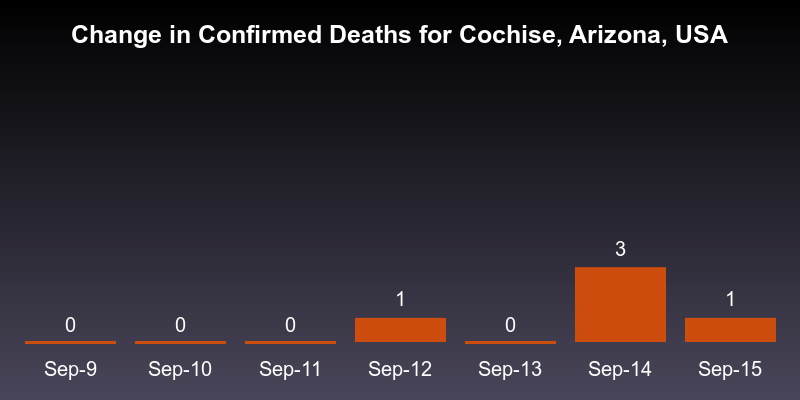 Change in Confirmed Deaths for Cochise, Arizona, USA
3
1 1
0 0 0 0
Sep-9 Sep-10 Sep-11 Sep-12 Sep-13 Sep-14 Sep-15